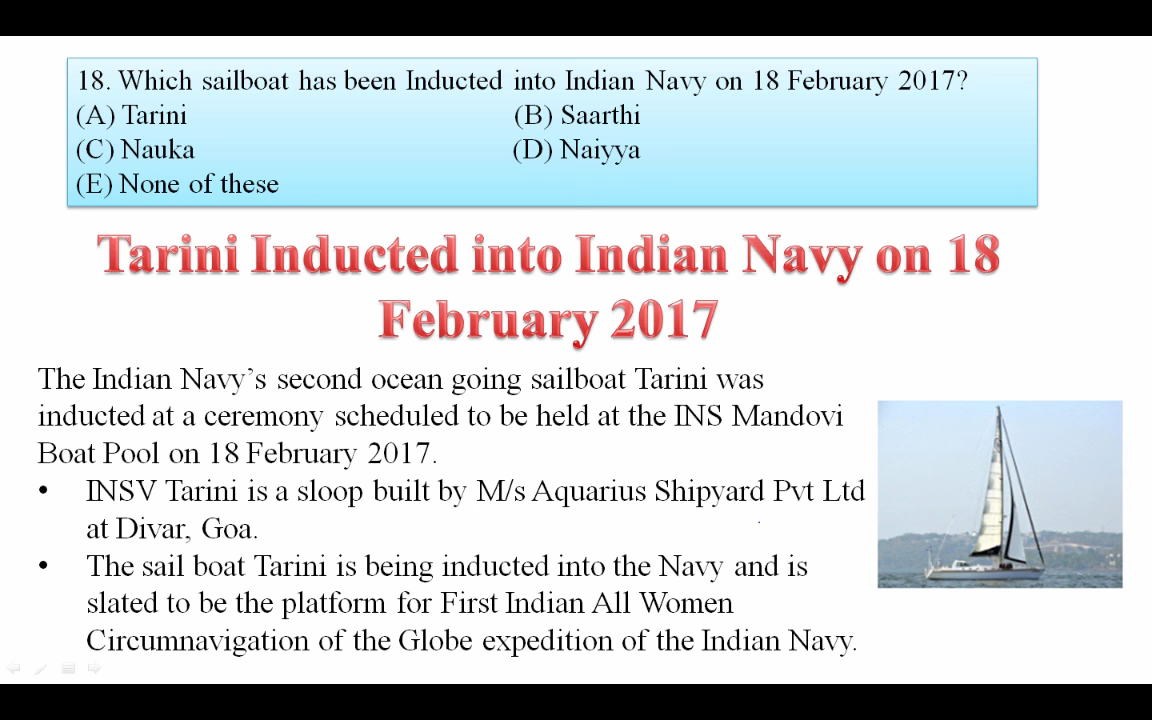 18. Which sailboat has been Inducted into Indian Navy on 18 February 2017?
(A) Tarini (B) Saarthi
(C) Nauka (D) Naiyya
(E) None of these
Tarini Inducted into Indian Navy on 18
February 2017
The Indian Navy’s second ocean going sailboat Tarini was
inducted at a ceremony scheduled to be held at the INS Mandovi
Boat Pool on 18 February 2017.
• INSV Tarini is a sloop built by M/s Aquarius Shipyard Pvt Ltd
at Divar, Goa.
• The sail boat Tarini is being inducted into the Navy and is
slated to be the platform for First Indian All Women
Circumnavigation of the Globe expedition of the Indian Navy.